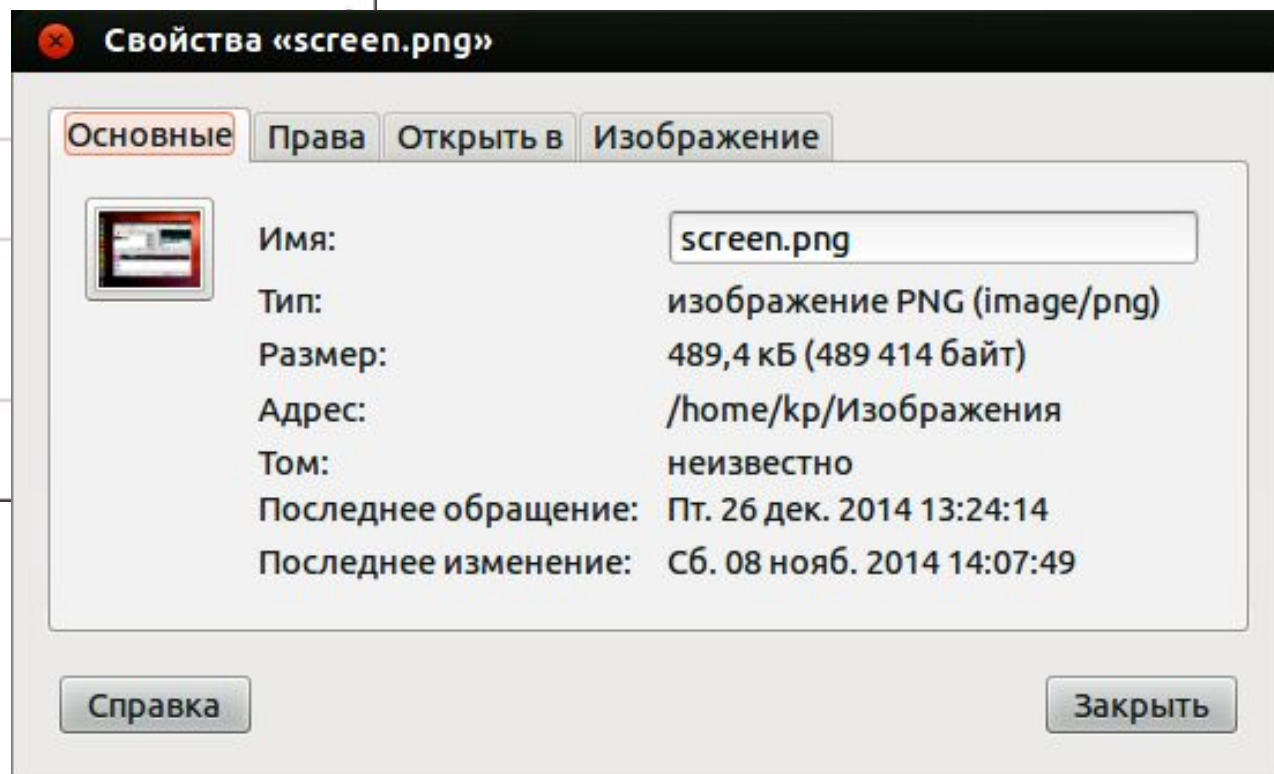 Свойства «screen.png»
Основные Права Открыть в Изображение
Имя: screen.png
Тип: изображение PNG (image/png)
Размер: 489,4 кБ (489 414 байт)
Адрес: /home/kp/Изображения
Том: неизвестно
Последнее обращение: Пт. 26 дек. 2014 13:24:14
Последнее изменение: Сб. 08 нояб. 2014 14:07:49
Справка Закрыть